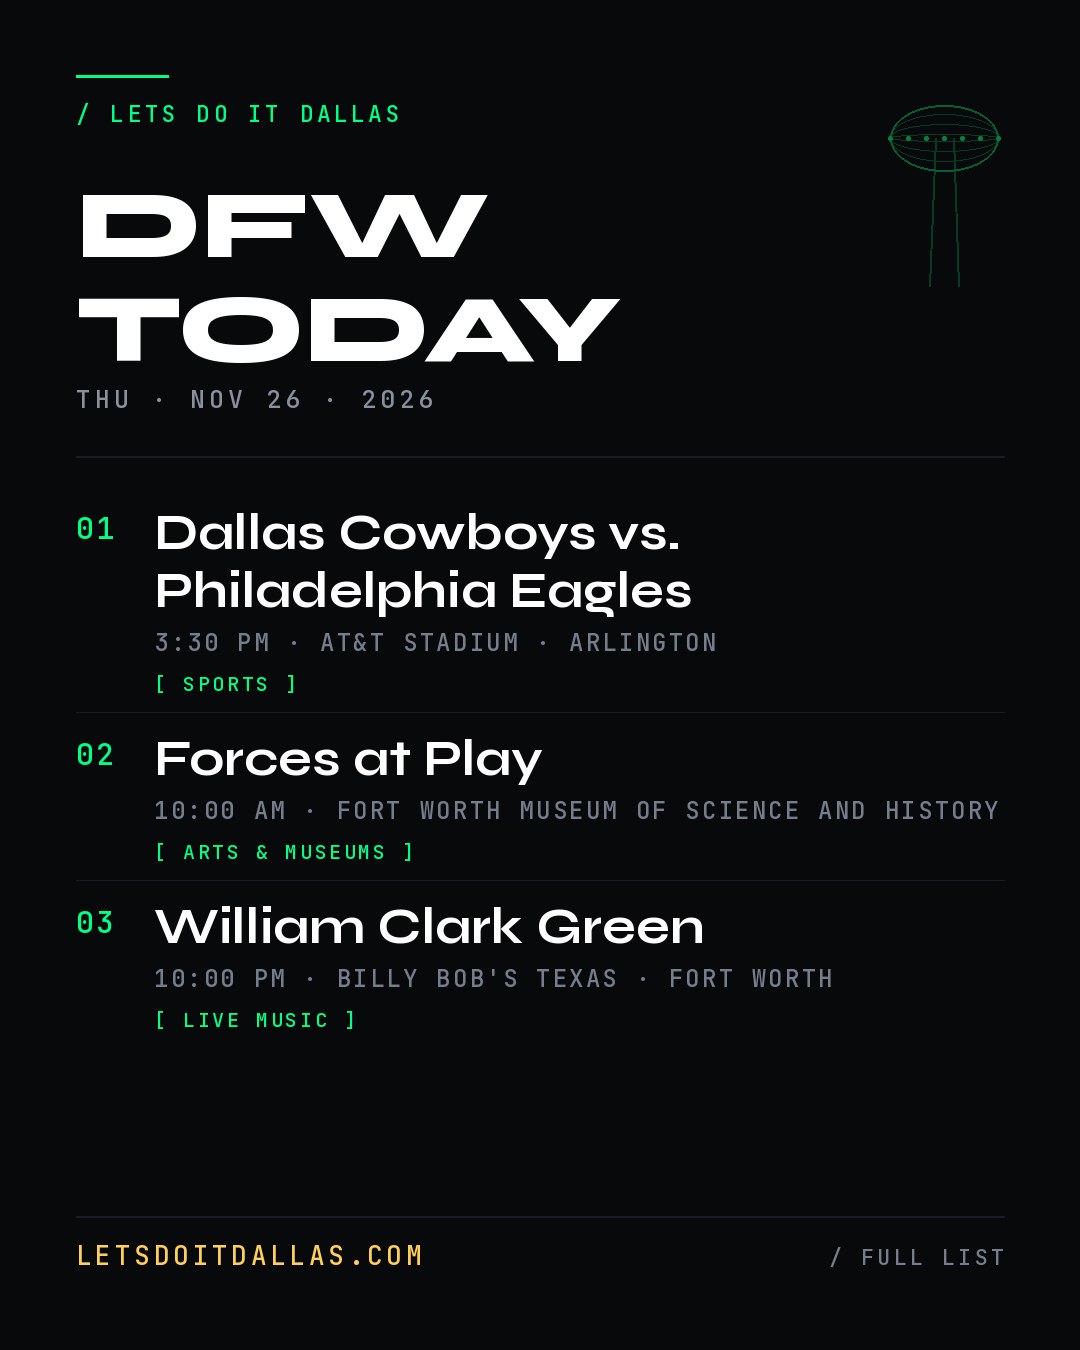 / LETS DO IT DALLAS
DFW
TODAY
THU · NOV 26 · 2026
01
Dallas Cowboys vs.
Philadelphia Eagles
3:30 PM · AT&T STADIUM · ARLINGTON
[ SPORTS ]
02
Forces at Play
10:00 AM · FORT WORTH MUSEUM OF SCIENCE AND HISTORY
[ ARTS & MUSEUMS ]
03
William Clark Green
10:00 PM · BILLY BOB'S TEXAS · FORT WORTH
[ LIVE MUSIC ]
LETSDOITDALLAS.COM
/ FULL LIST